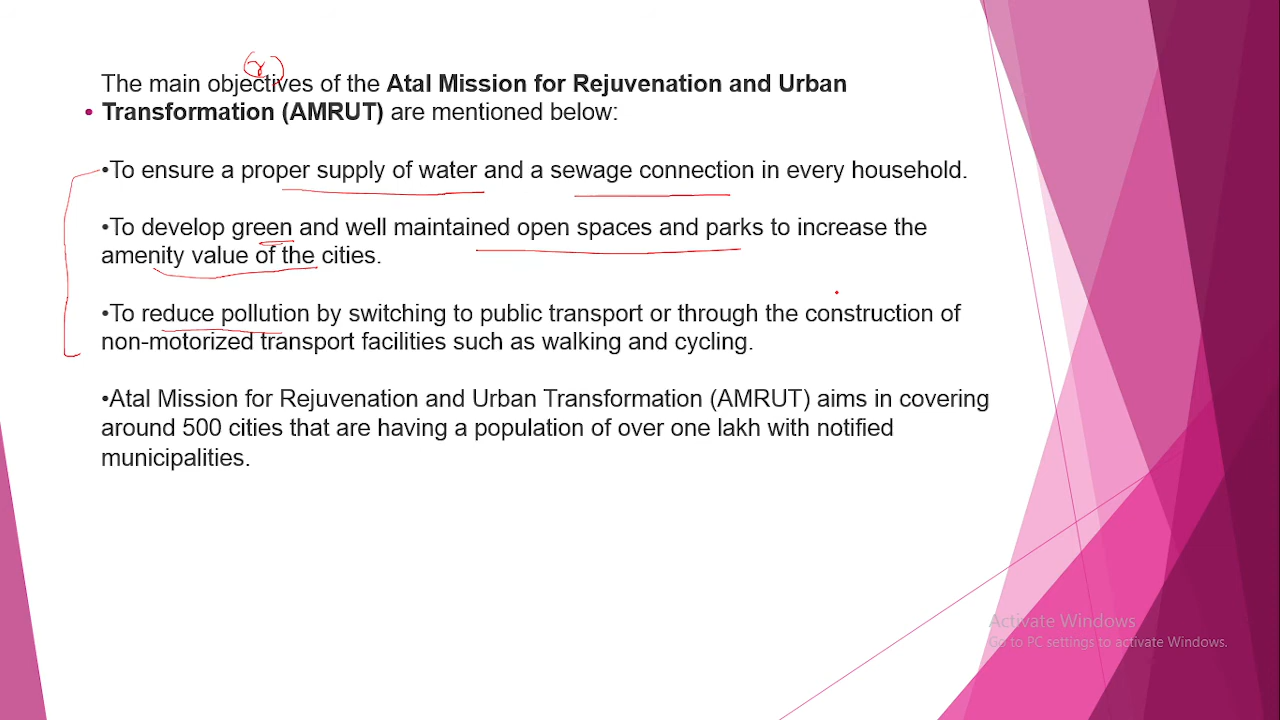 The main objectives of the Atal Mission for Rejuvenation and Urban
• Transformation (AMRUT) are mentioned below:
•To ensure a proper supply of water and a sewage connection in every household.
•To develop green and well maintained open spaces and parks to increase the
amenity value of the cities.
•To reduce pollution by switching to public transport or through the construction of
non-motorized transport facilities such as walking and cycling.
•Atal Mission for Rejuvenation and Urban Transformation (AMRUT) aims in covering
around 500 cities that are having a population of over one lakh with notified
municipalities.
Activate Windows
Go to PC settings to activate Windows.